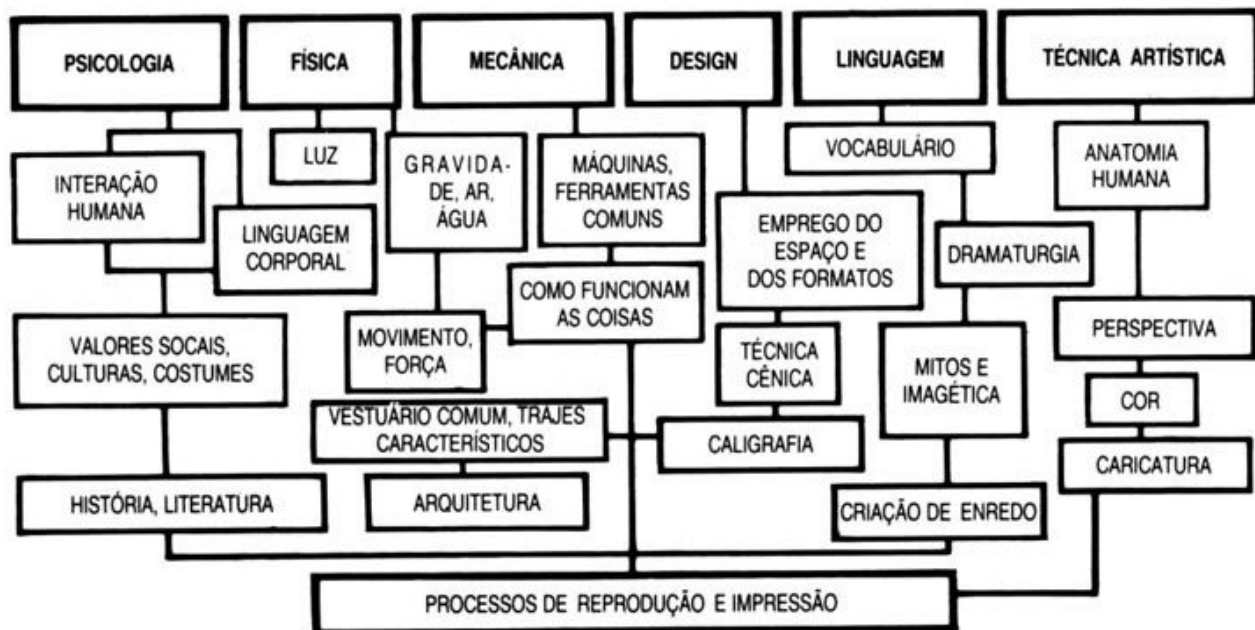 PSICOLOGIA
FÍSICA
MECÂNICA
DESIGN
LINGUAGEM
TÉCNICA ARTÍSTICA
INTERAÇÃO
HUMANA
LINGUAGEM
CORPORAL
LUZ
GRAVIDA-
DE, AR,
ÁGUA
MÁQUINAS,
FERRAMENTAS
COMUNS
EMPREGO DO
ESPAÇO E
DOS FORMATOS
VOCABULÁRIO
DRAMATURGIA
ANATOMIA
HUMANA
VALORES SOCAIS,
CULTURAS, COSTUMES
MOVIMENTO,
FORÇA
COMO FUNCIONAM
AS COISAS
TÉCNICA
CÊNICA
MITOS E
IMAGÉTICA
PERSPECTIVA
COR
VESTUÁRIO COMUM, TRAJES
CARACTERÍSTICOS
CALIGRAFIA
CARICATURA
HISTÓRIA, LITERATURA
ARQUITETURA
CRIAÇÃO DE ENREDO
PROCESSOS DE REPRODUÇÃO E IMPRESSÃO